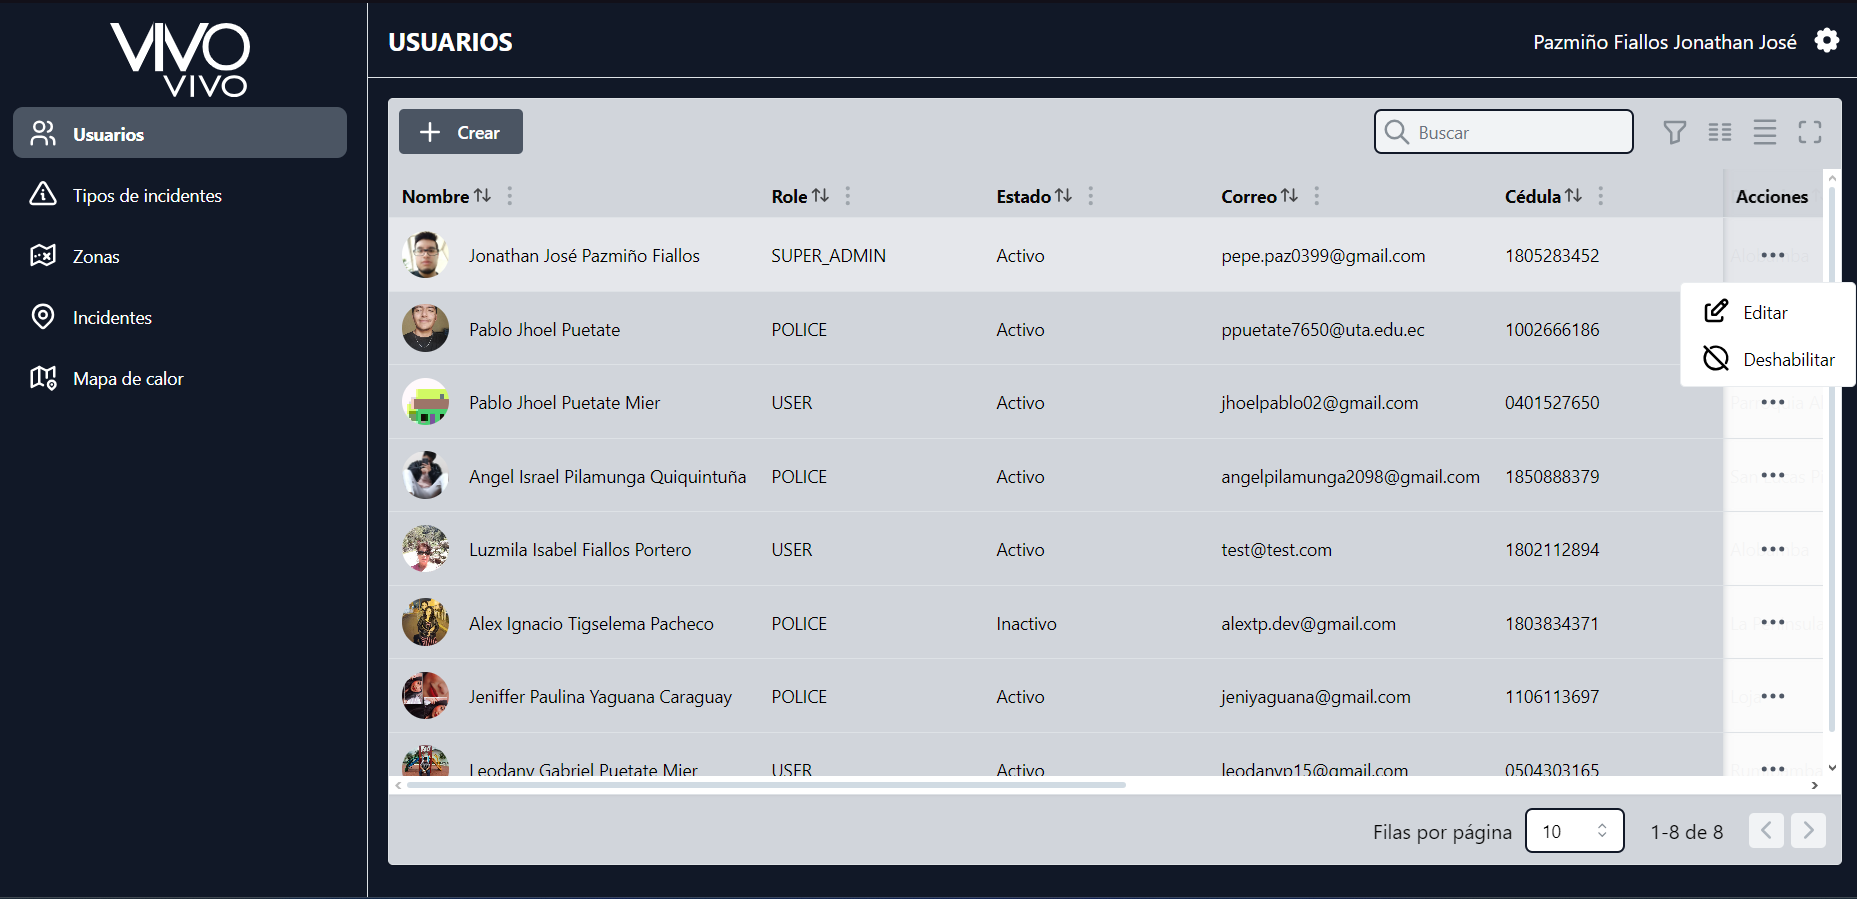 VIVO
VIVO
Usuarios
Tipos de incidentes
Zonas
Incidentes
Mapa de calor
USUARIOS
Pazmiño Fiallos Jonathan José
Crear
Buscar
Nombre Role Estado Correo Cédula Acciones
Jonathan José Pazmiño Fiallos SUPER_ADMIN Activo pepe.paz0399@gmail.com 1805283452
Editar
Pablo Jhoel Puetate POLICE Activo ppuetate7650@uta.edu.ec 1002666186
Deshabilitar
Pablo Jhoel Puetate Mier USER Activo jhoelpablo02@gmail.com 0401527650
Angel Israel Pilamunga Quiquintuña POLICE Activo angelpilamunga2098@gmail.com 1850888379
Luzmila Isabel Fiallos Portero USER Activo test@test.com 1802112894
Alex Ignacio Tigselema Pacheco POLICE Inactivo alextp.dev@gmail.com 1803834371
Jeniffer Paulina Yaguana Caraguay POLICE Activo jeniyaguana@gmail.com 1106113697
Leodany Gabriel Puetate Mier USER Activo leodanyp15@gmail.com 0504303165
Filas por página 10 1-8 de 8